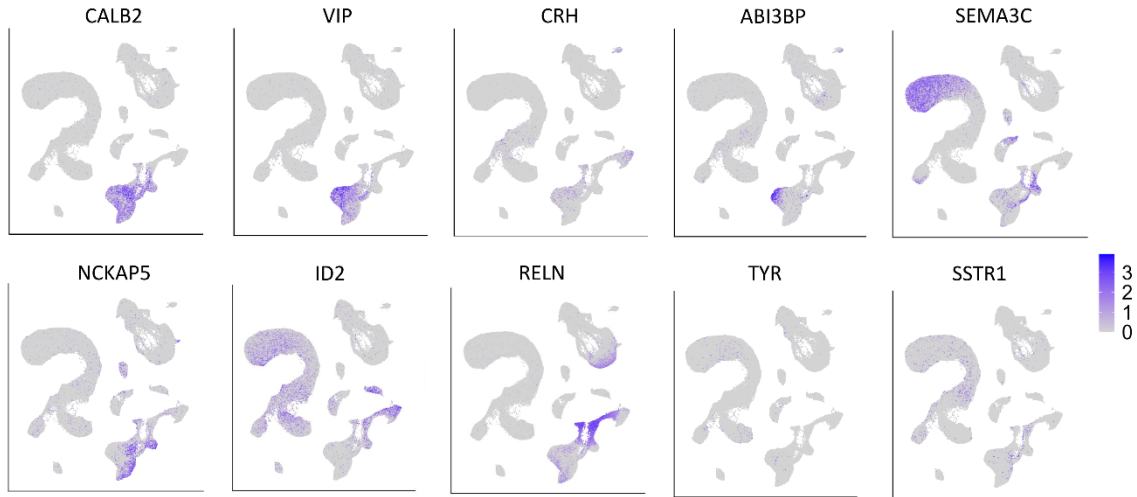 CALB2 VIP CRH ABI3BP SEMA3C
NCKAP5 ID2 RELN TYR SSTR1
3
2
1
0